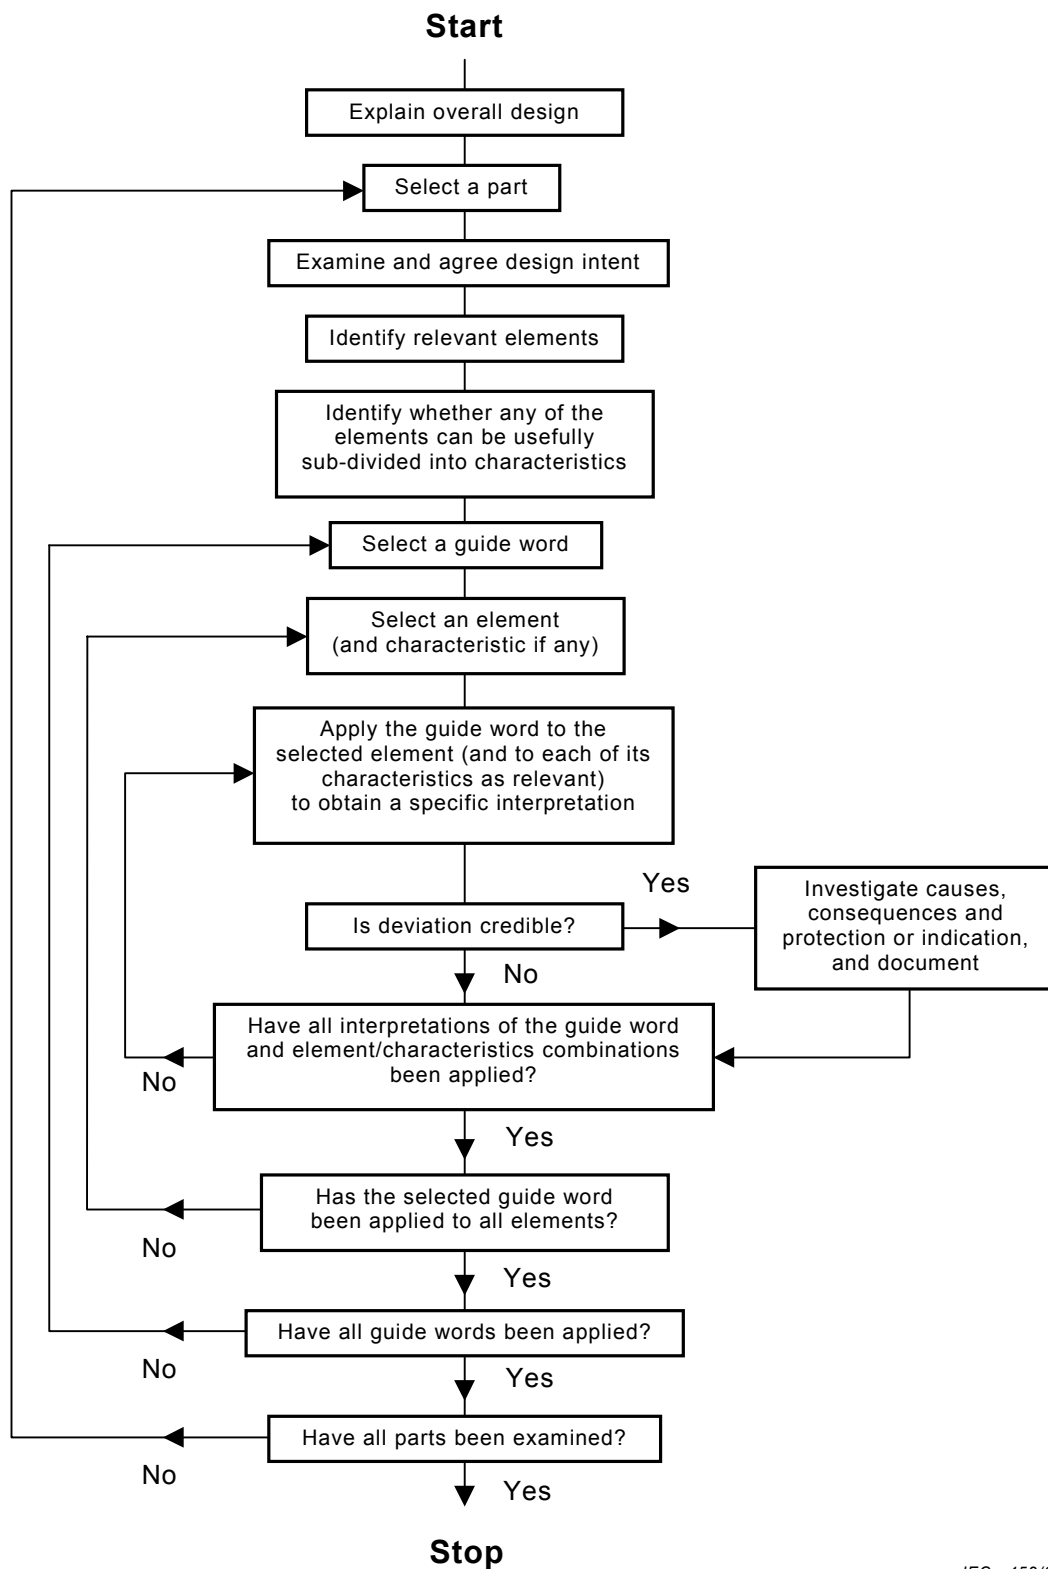 Start
Explain overall design
Select a part
Examine and agree design intent
Identify relevant elements
Identify whether any of the
elements can be usefully
sub-divided into characteristics
Select a guide word
Select an element
(and characteristic if any)
Apply the guide word to the
selected element (and to each of its
characteristics as relevant)
to obtain a specific interpretation
Yes
Investigate causes,
consequences and
protection or indication,
and document
Is deviation credible?
No
Have all interpretations of the guide word
and element/characteristics combinations
been applied?
No
Yes
Has the selected guide word
been applied to all elements?
No
Yes
Have all guide words been applied?
No
Yes
Have all parts been examined?
No
Yes
Stop
IEC